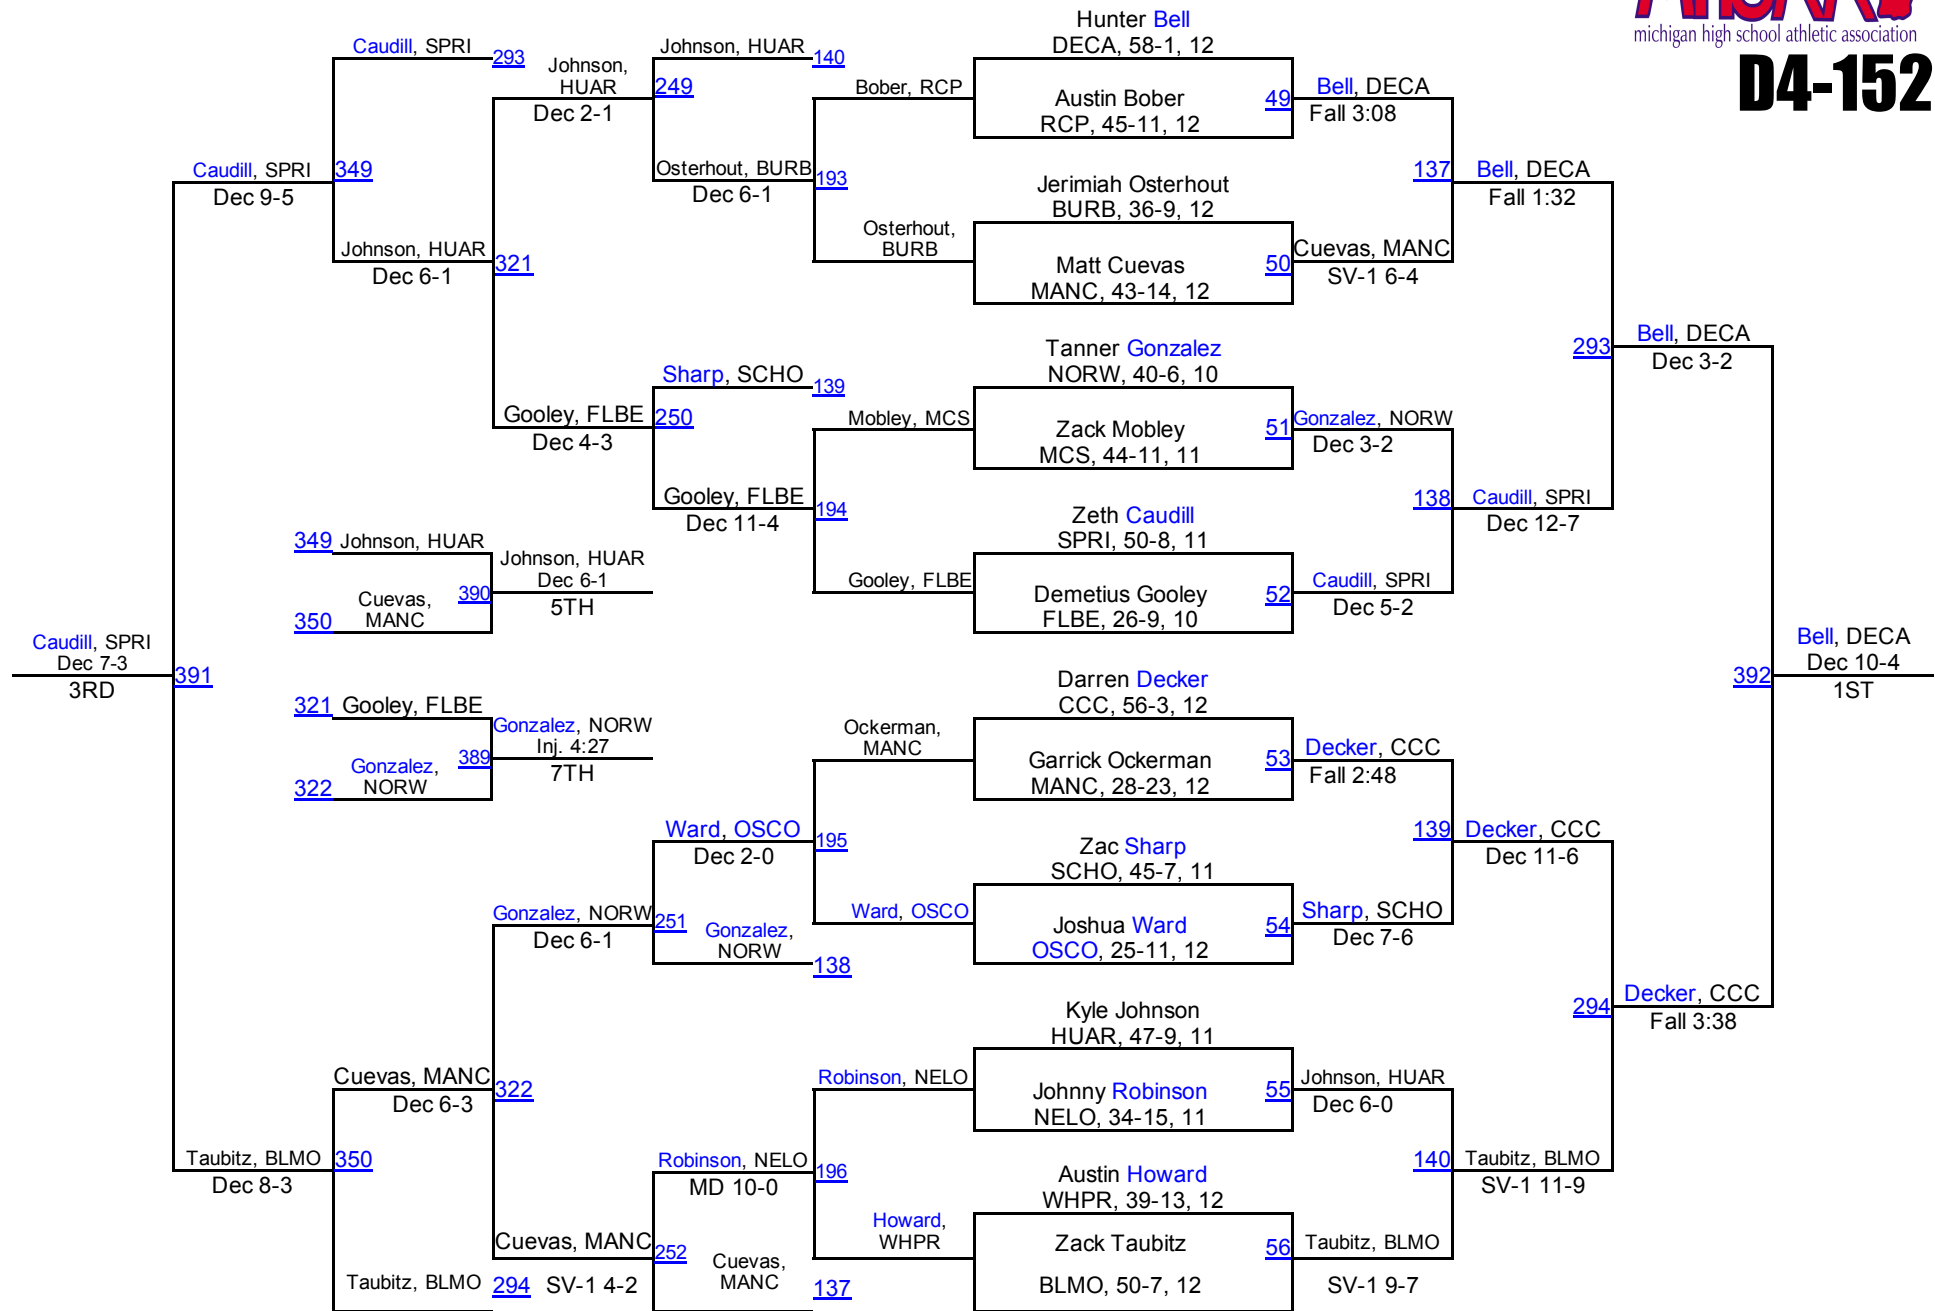 michigan high school athletic association
D4-152
Hunter Bell
DECA, 58-1, 12
Austin Bober
RCP, 45-11, 12
Jerimiah Osterhout
BURB, 36-9, 12
Matt Cuevas
MANC, 43-14, 12
Tanner Gonzalez
NORW, 40-6, 10
Zack Mobley
MCS, 44-11, 11
Zeth Caudill
SPRI, 50-8, 11
Demetius Gooley
FLBE, 26-9, 10
Darren Decker
CCC, 56-3, 12
Garrick Ockerman
MANC, 28-23, 12
Zac Sharp
SCHO, 45-7, 11
Joshua Ward
OSCO, 25-11, 12
Kyle Johnson
HUAR, 47-9, 11
Johnny Robinson
NELO, 34-15, 11
Austin Howard
WHPR, 39-13, 12
Zack Taubitz
BLMO, 50-7, 12
49
Bell, DECA
Fall 3:08
50
Cuevas, MANC
SV-1 6-4
51
Gonzalez, NORW
Dec 3-2
52
Caudill, SPRI
Dec 5-2
53
Decker, CCC
Fall 2:48
54
Sharp, SCHO
Dec 7-6
55
Johnson, HUAR
Dec 6-0
56
Taubitz, BLMO
SV-1 9-7
137
Bell, DECA
Fall 1:32
138
Caudill, SPRI
Dec 12-7
139
Decker, CCC
Dec 11-6
140
Taubitz, BLMO
SV-1 11-9
293
Bell, DECA
Dec 3-2
294
Decker, CCC
Fall 3:38
392
Bell, DECA
Dec 10-4
1ST
Bober, RCP
Osterhout,
BURB
Mobley, MCS
Gooley, FLBE
Ockerman,
MANC
Ward, OSCO
Robinson, NELO
Howard,
WHPR
Johnson, HUAR
140
193
Osterhout, BURB
Dec 6-1
Sharp, SCHO
139
194
Gooley, FLBE
Dec 11-4
195
Ward, OSCO
Dec 2-0
Gonzalez,
NORW
138
196
Robinson, NELO
MD 10-0
Cuevas,
MANC
137
249
Johnson,
HUAR
Dec 2-1
250
Gooley, FLBE
Dec 4-3
251
Gonzalez, NORW
Dec 6-1
252
Cuevas, MANC
SV-1 4-2
Caudill, SPRI
293
321
Johnson, HUAR
Dec 6-1
322
Cuevas, MANC
Dec 6-3
Taubitz, BLMO
294
349
Caudill, SPRI
Dec 9-5
350
Taubitz, BLMO
Dec 8-3
391
Caudill, SPRI
Dec 7-3
3RD
349
Johnson, HUAR
350
Cuevas,
MANC
390
Johnson, HUAR
Dec 6-1
5TH
321
Gooley, FLBE
322
Gonzalez,
NORW
389
Gonzalez, NORW
Inj. 4:27
7TH